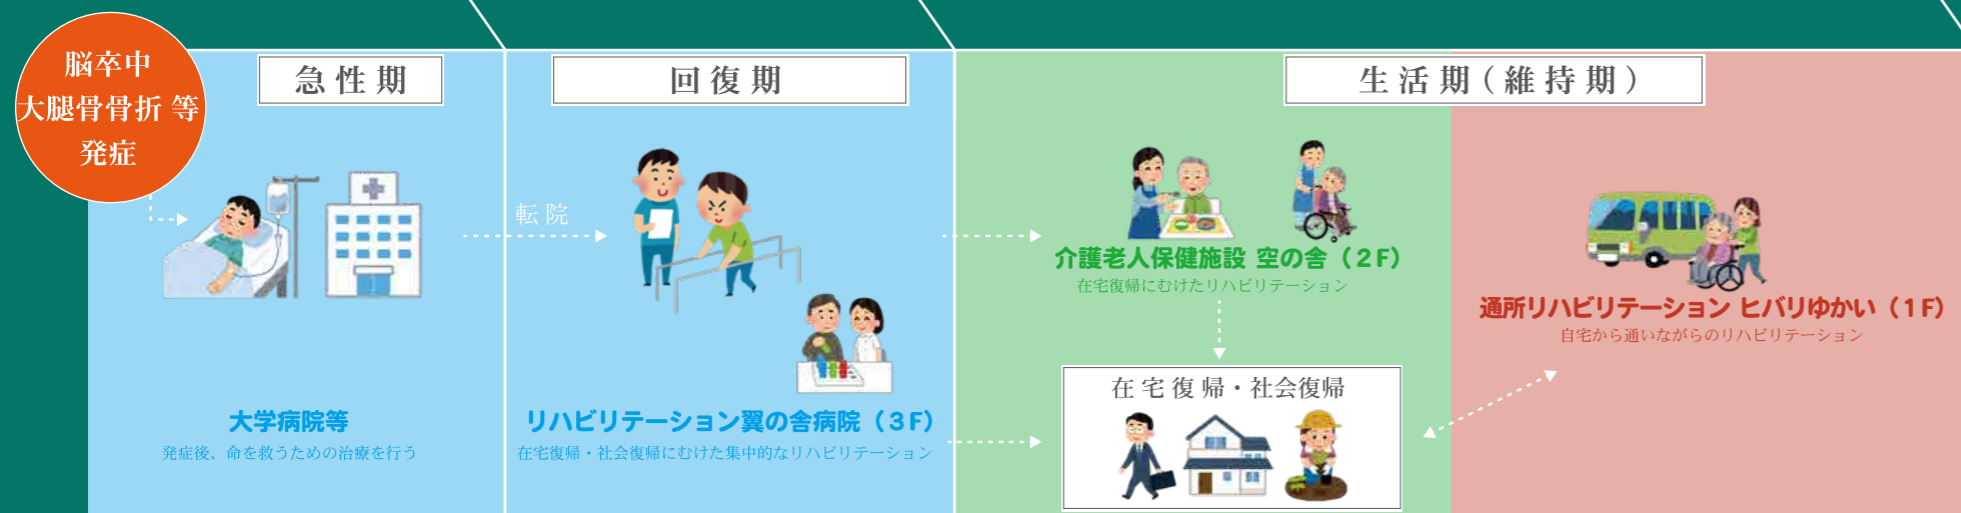 脳卒中
大腿骨骨折 等
発症
急性期
回復期
生活期(維持期)
転院
大学病院等
発症後、命を救うための治療を行う
リハビリテーション翼の舎病院(3F)
在宅復帰・社会復帰にむけた集中的なリハビリテーション
介護老人保健施設 空の舎(2F)
在宅復帰にむけたリハビリテーション
在宅復帰・社会復帰
通所リハビリテーション ヒバリゆかい(1F)
自宅から通いながらのリハビリテーション